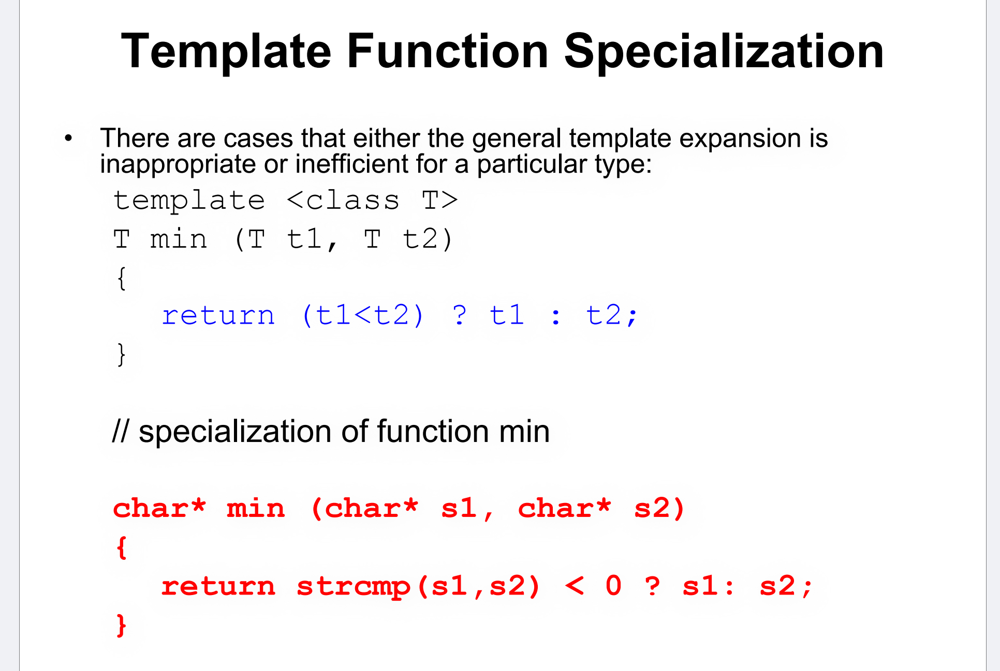 Template Function Specialization
• There are cases that either the general template expansion is
inappropriate or inefficient for a particular type:
template <class T>
T min (T t1, T t2)
{
return (t1<t2) ? t1 : t2;
}
// specialization of function min
char* min (char* s1, char* s2)
{
return strcmp(s1,s2) < 0 ? s1: s2;
}